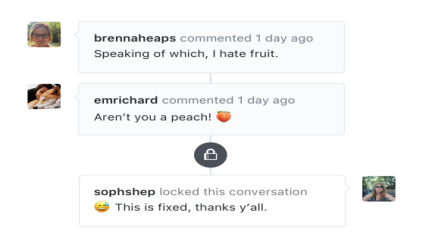 brennaheaps commented 1 day ago
Speaking of which, I hate fruit.
emrichard commented 1 day ago
Aren’t you a peach! 🍑
sophshep locked this conversation
😅 This is fixed, thanks y’all.